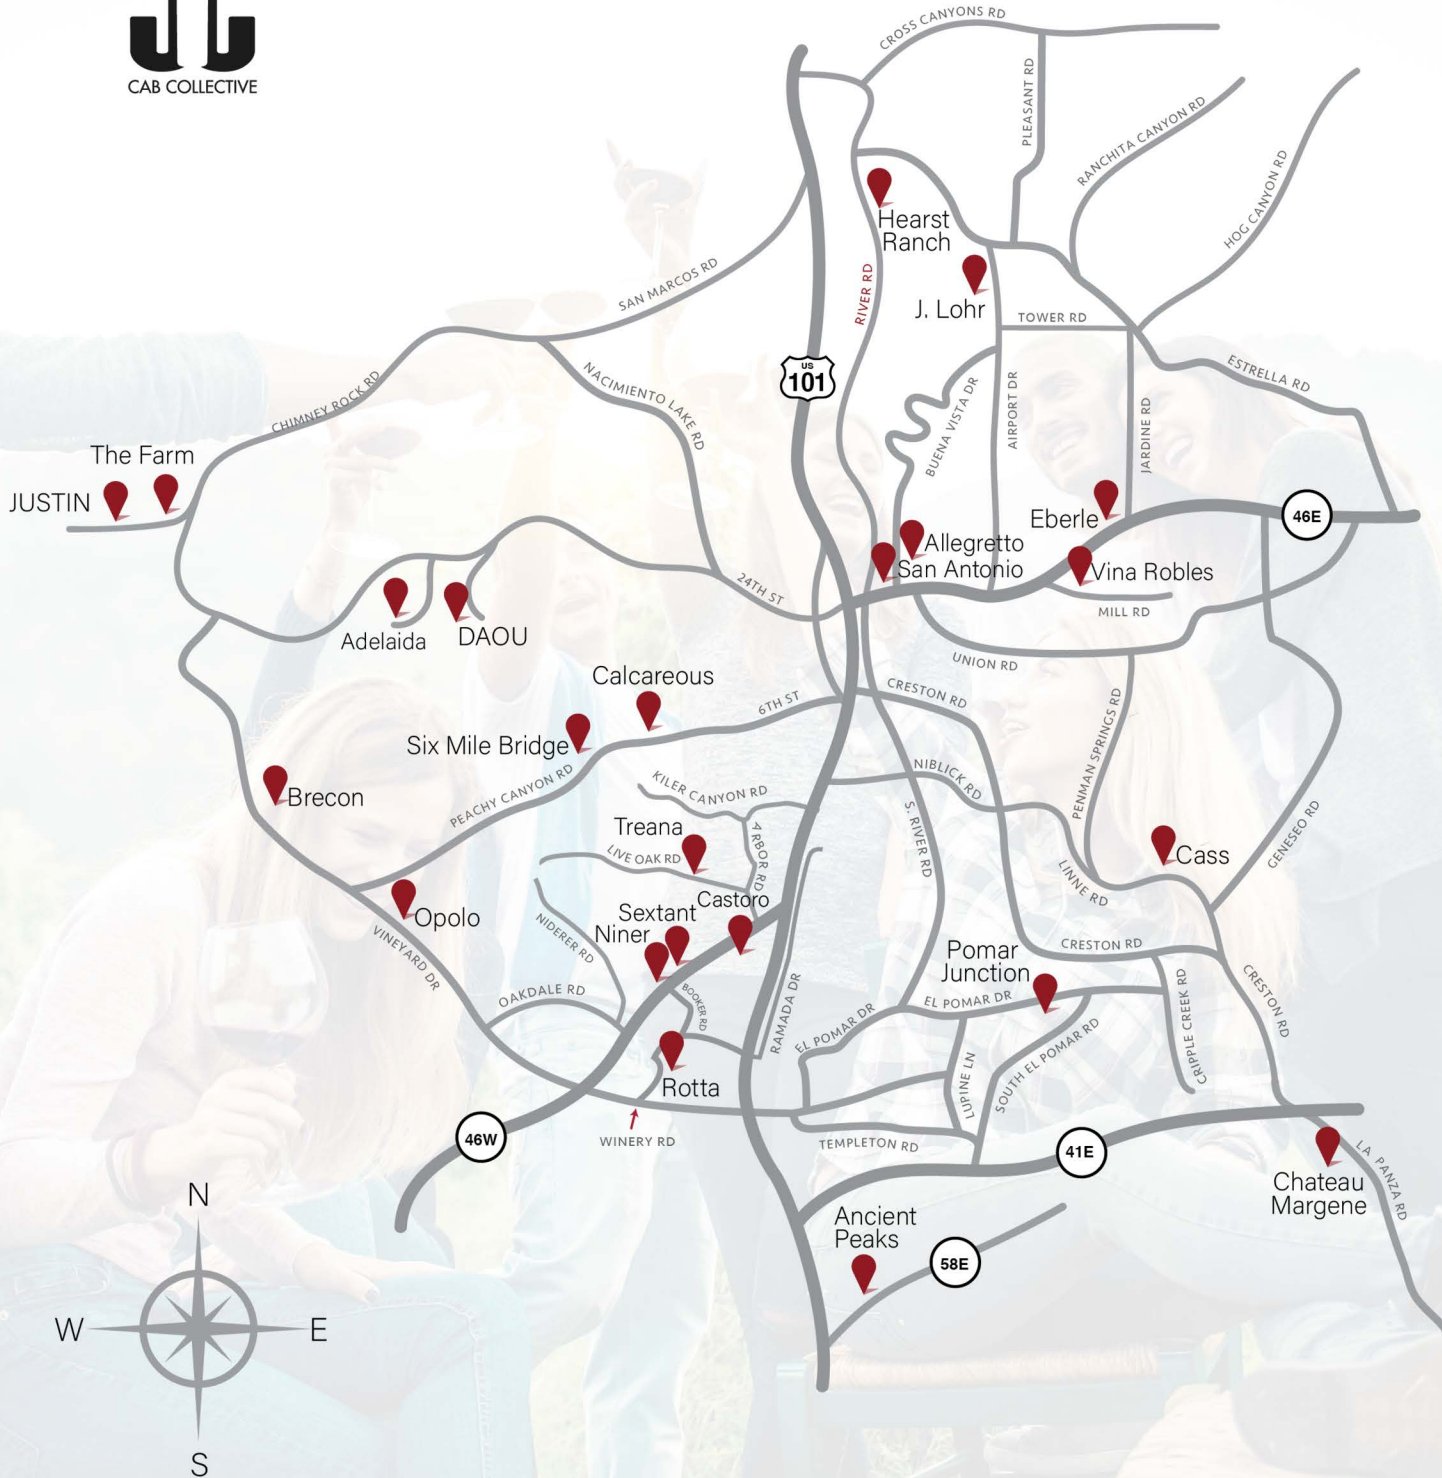 CAB COLLECTIVE
CROSS CANYONS RD
PLEASANT RD
RANCHITA CANYON RD
HOG CANYON RD
Hearst
Ranch
SAN MARCOS RD
RIVER RD
J. Lohr
TOWER RD
US
101
NACIMIENTO LAKE RD
CHIMNEY ROCK RD
BUENA VISTA DR
AIRPORT DR
JARDINE RD
ESTRELLA RD
The Farm
JUSTIN
Eberle
46E
Allegretto
San Antonio
Vina Robles
24TH ST
MILL RD
Adelaida
DAOU
UNION RD
Calcareous
6TH ST
CRESTON RD
PENMAN SPRINGS RD
Six Mile Bridge
PEACHY CANYON RD
KILER CANYON RD
NIBLICK RD
Brecon
Treana
LIVE OAK RD
ARBOR RD
S. RIVER RD
LINNE RD
Cass
GENESEO RD
Opolo
Castoro
Sextant
Niner
NIDERER RD
VINEYARD DR
Pomar
Junction
CRESTON RD
OAKDALE RD
BOOKER RD
RAMADA DR
EL POMAR DR
EL POMAR DR
CRIPPLE CREEK RD
CRESTON RD
SOUTH EL POMAR RD
LUPINE LN
Rotta
46W
WINERY RD
TEMPLETON RD
41E
LA PANZA RD
Chateau
Margene
Ancient
Peaks
58E
N
W
E
S